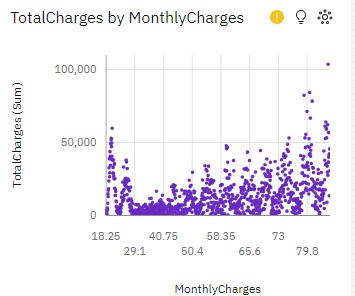 TotalCharges by MonthlyCharges
TotalCharges (Sum)
100,000
50,000
0
18.25 40.75 58.35 73
29.1 50.4 65.6 79.8
MonthlyCharges